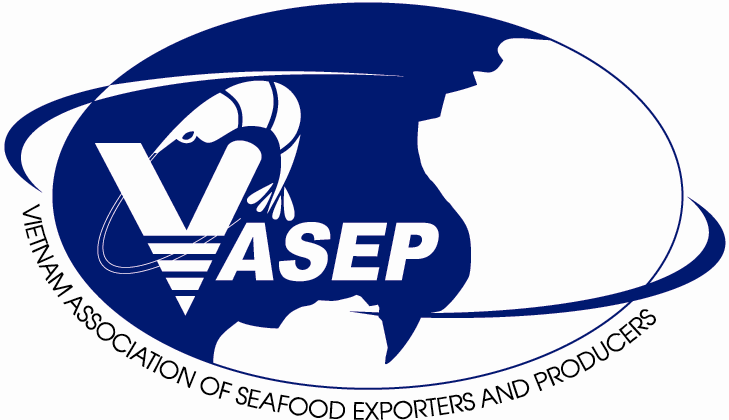 VASEP
VIETNAM ASSOCIATION OF SEAFOOD EXPORTERS AND PRODUCERS